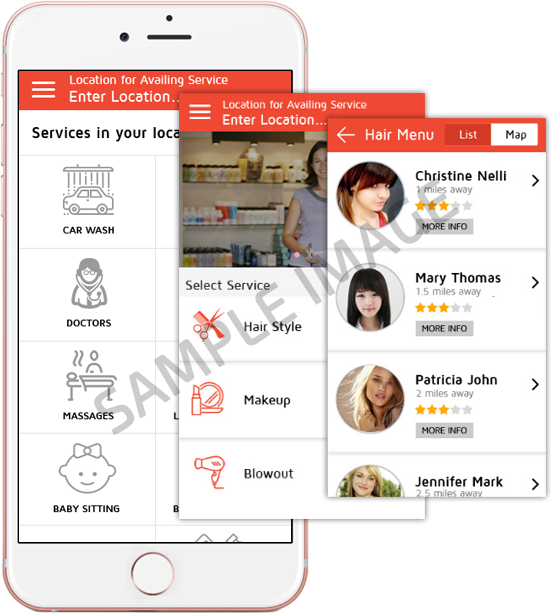 Location for Availing Service
Enter Location...
Services in your loca
CAR WASH
DOCTORS
MASSAGES
L
BABY SITTING
B
Location for Availing Service
Enter Location...
Select Service
Hair Style
Makeup
Blowout
Hair Menu
List
Map
Christine Nelli
1 miles away
MORE INFO
Mary Thomas
1.5 miles away
MORE INFO
Patricia John
2 miles away
MORE INFO
Jennifer Mark
2.5 miles away
SAMPLE IMAGE